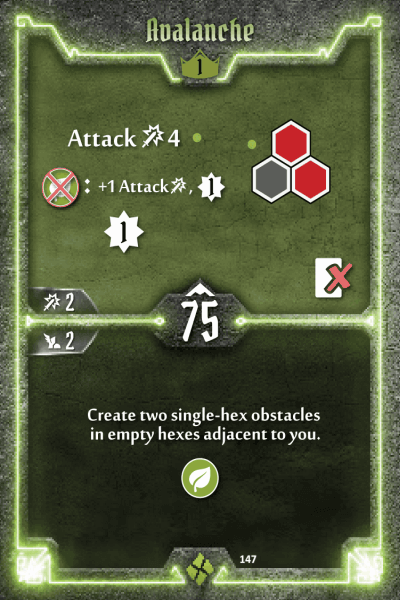 Avalanche
1
Attack 4
: +1 Attack , 1
1
2
75
2
Create two single-hex obstacles
in empty hexes adjacent to you.
147